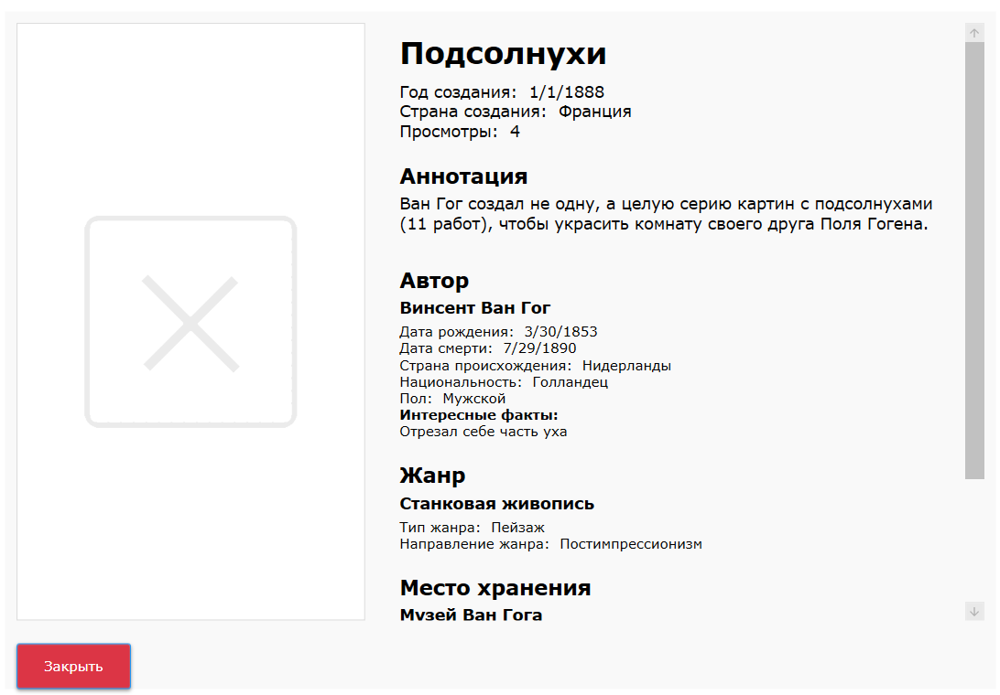 Подсолнухи
Год создания: 1/1/1888
Страна создания: Франция
Просмотры: 4
Аннотация
Ван Гог создал не одну, а целую серию картин с подсолнухами
(11 работ), чтобы украсить комнату своего друга Поля Гогена.
Автор
Винсент Ван Гог
Дата рождения: 3/30/1853
Дата смерти: 7/29/1890
Страна происхождения: Нидерланды
Национальность: Голландец
Пол: Мужской
Интересные факты:
Отрезал себе часть уха
Жанр
Станковая живопись
Тип жанра: Пейзаж
Направление жанра: Постимпрессионизм
Место хранения
Музей Ван Гога
Закрыть